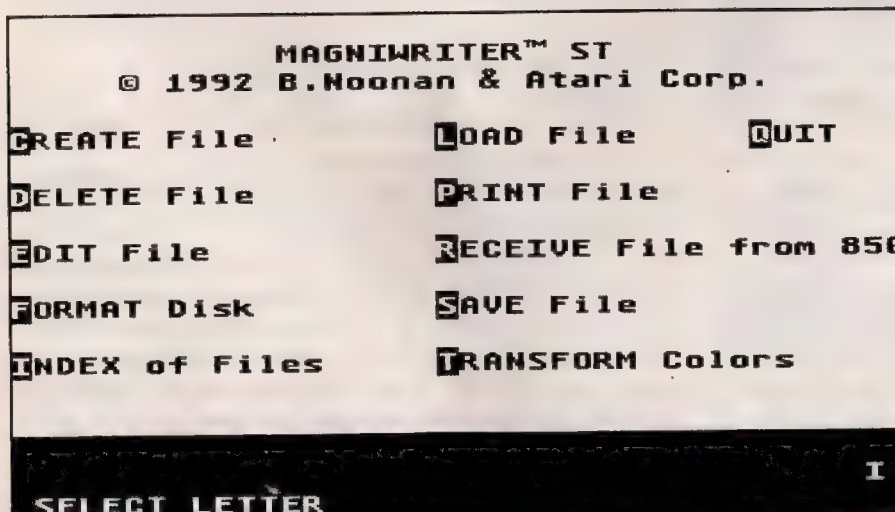 MAGNIWRITER™ ST
© 1992 B.Noonan & Atari Corp.
CREATE File LOAD File QUIT
DELETE File PRINT File
EDIT File RECEIVE File from 850
FORMAT Disk SAVE File
INDEX of Files TRANSFORM Colors
I
SELECT LETTER